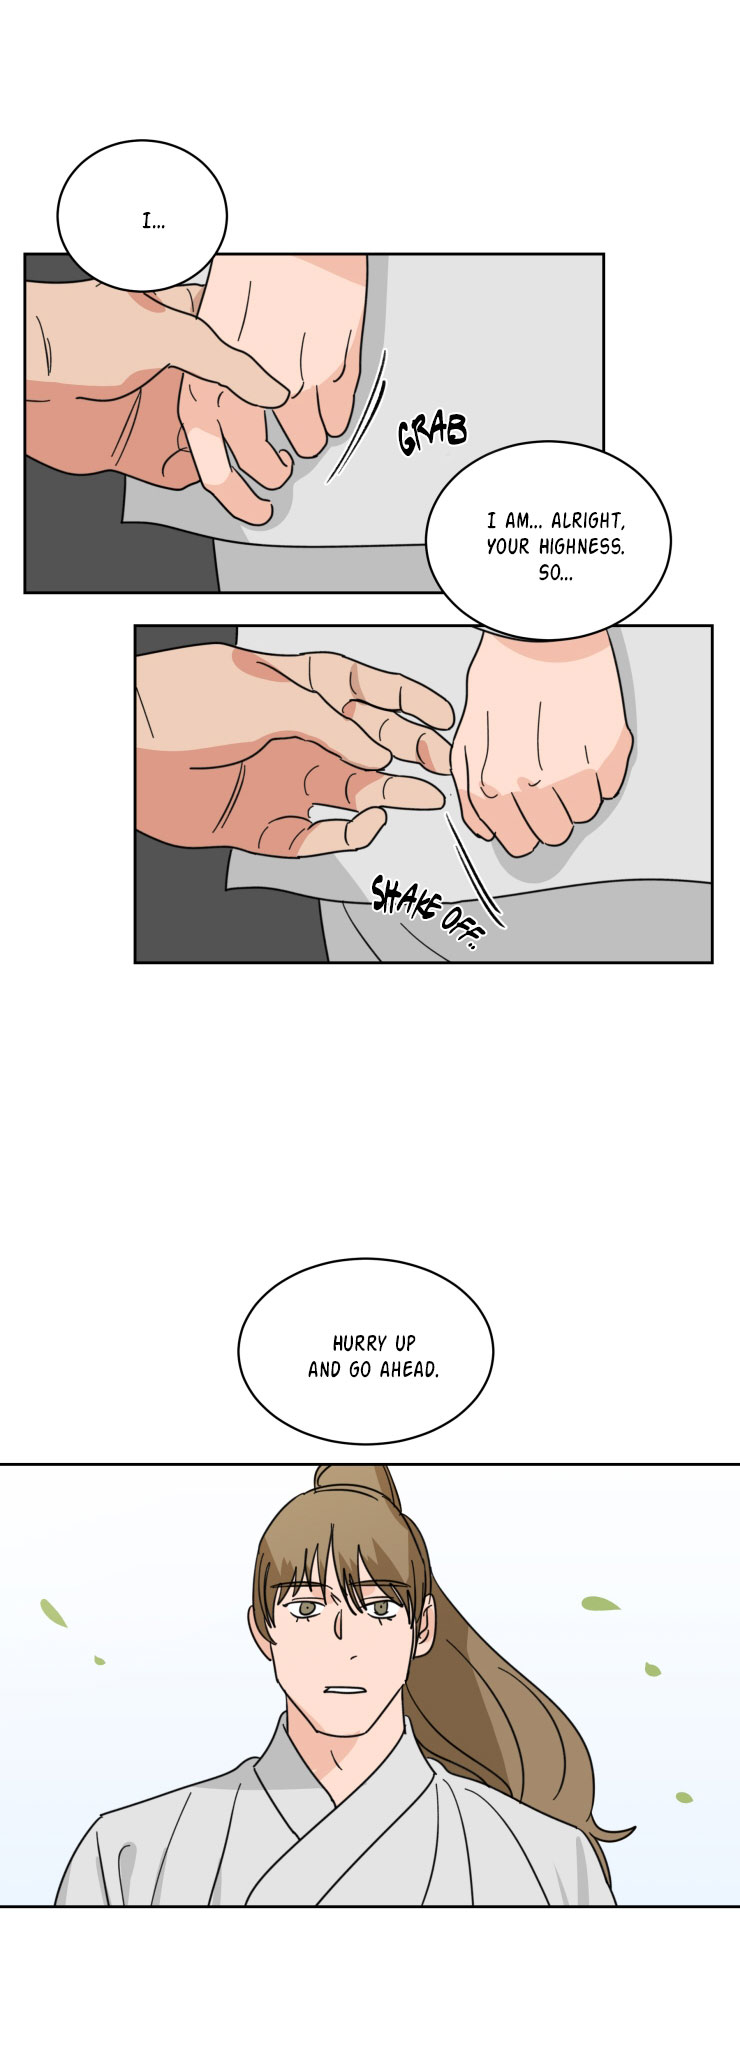 I...
GRAB
I AM... ALRIGHT,
YOUR HIGHNESS.
SO...
SHAKE OFF..
HURRY UP
AND GO AHEAD.